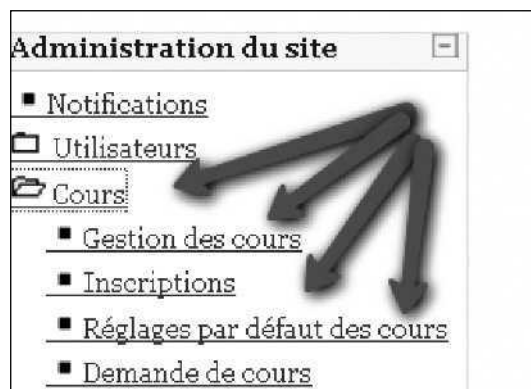 Administration du site
Notifications
Utilisateurs
Cours
Gestion des cours
Inscriptions
Réglages par défaut des cours
Demande de cours